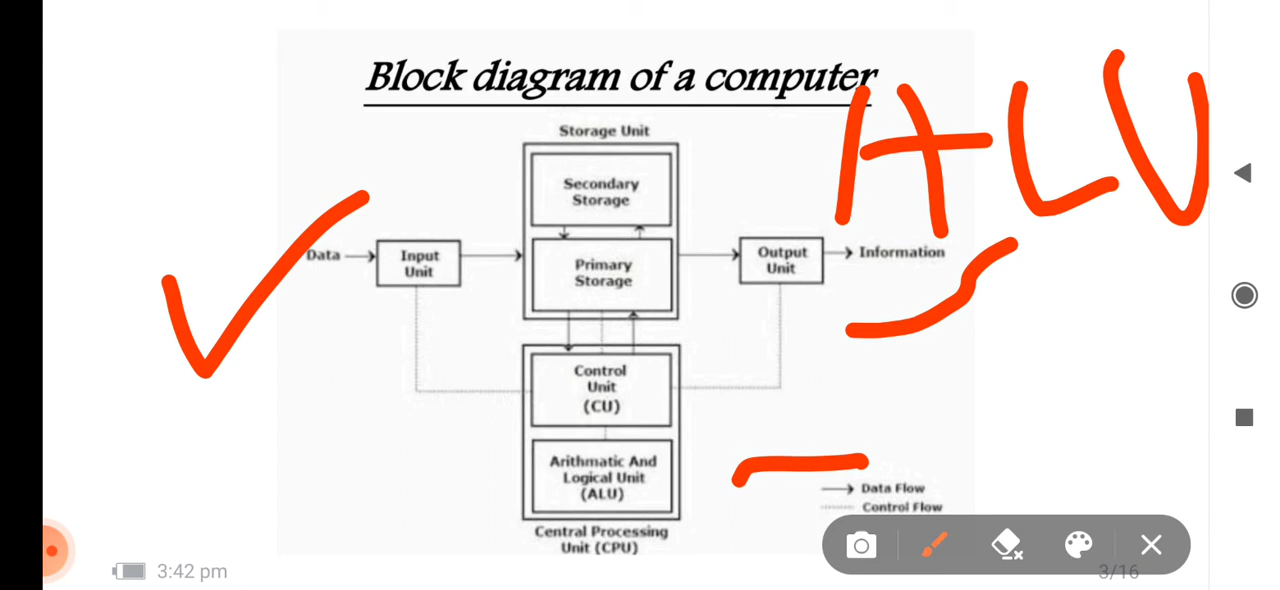 Block diagram of a computer
ALU
Storage Unit
Secondary
Storage
Data
Input
Unit
Primary
Storage
Output
Unit
Information
Control
Unit
(CU)
Arithmatic And
Logical Unit
(ALU)
Data Flow
Control Flow
Central Processing
Unit (CPU)
3:42 pm
3/16